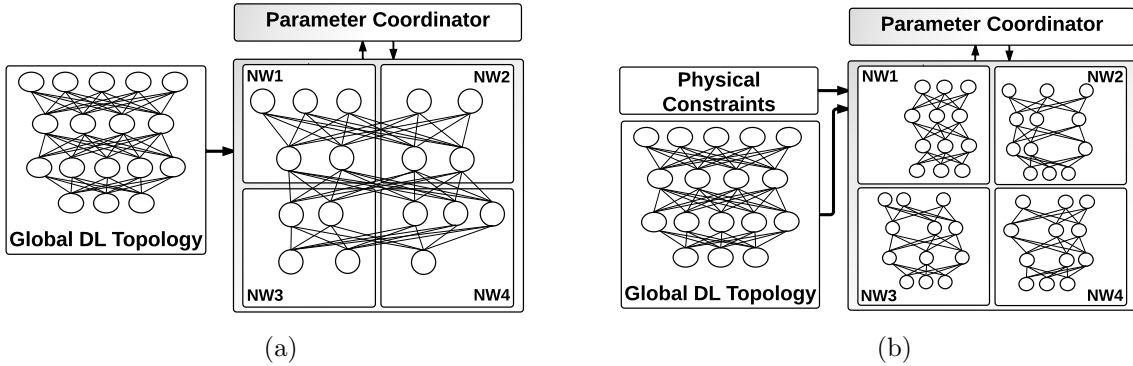 Parameter Coordinator
NW1
NW2
Global DL Topology
NW3
NW4
(a)
Parameter Coordinator
Physical
Constraints
NW1
NW2
Global DL Topology
NW3
NW4
(b)